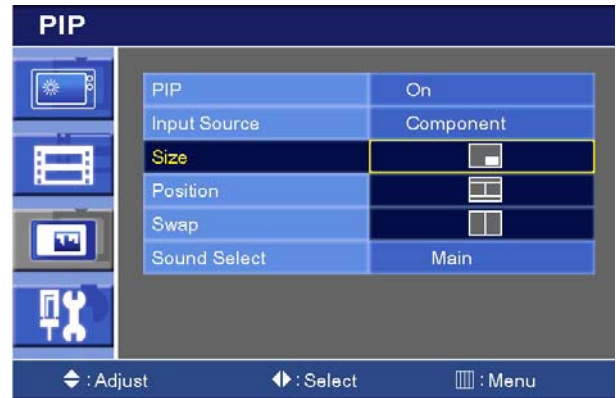 PIP
PIP On
Input Source Component
Size
Position
Swap
Sound Select Main
: Adjust : Select : Menu